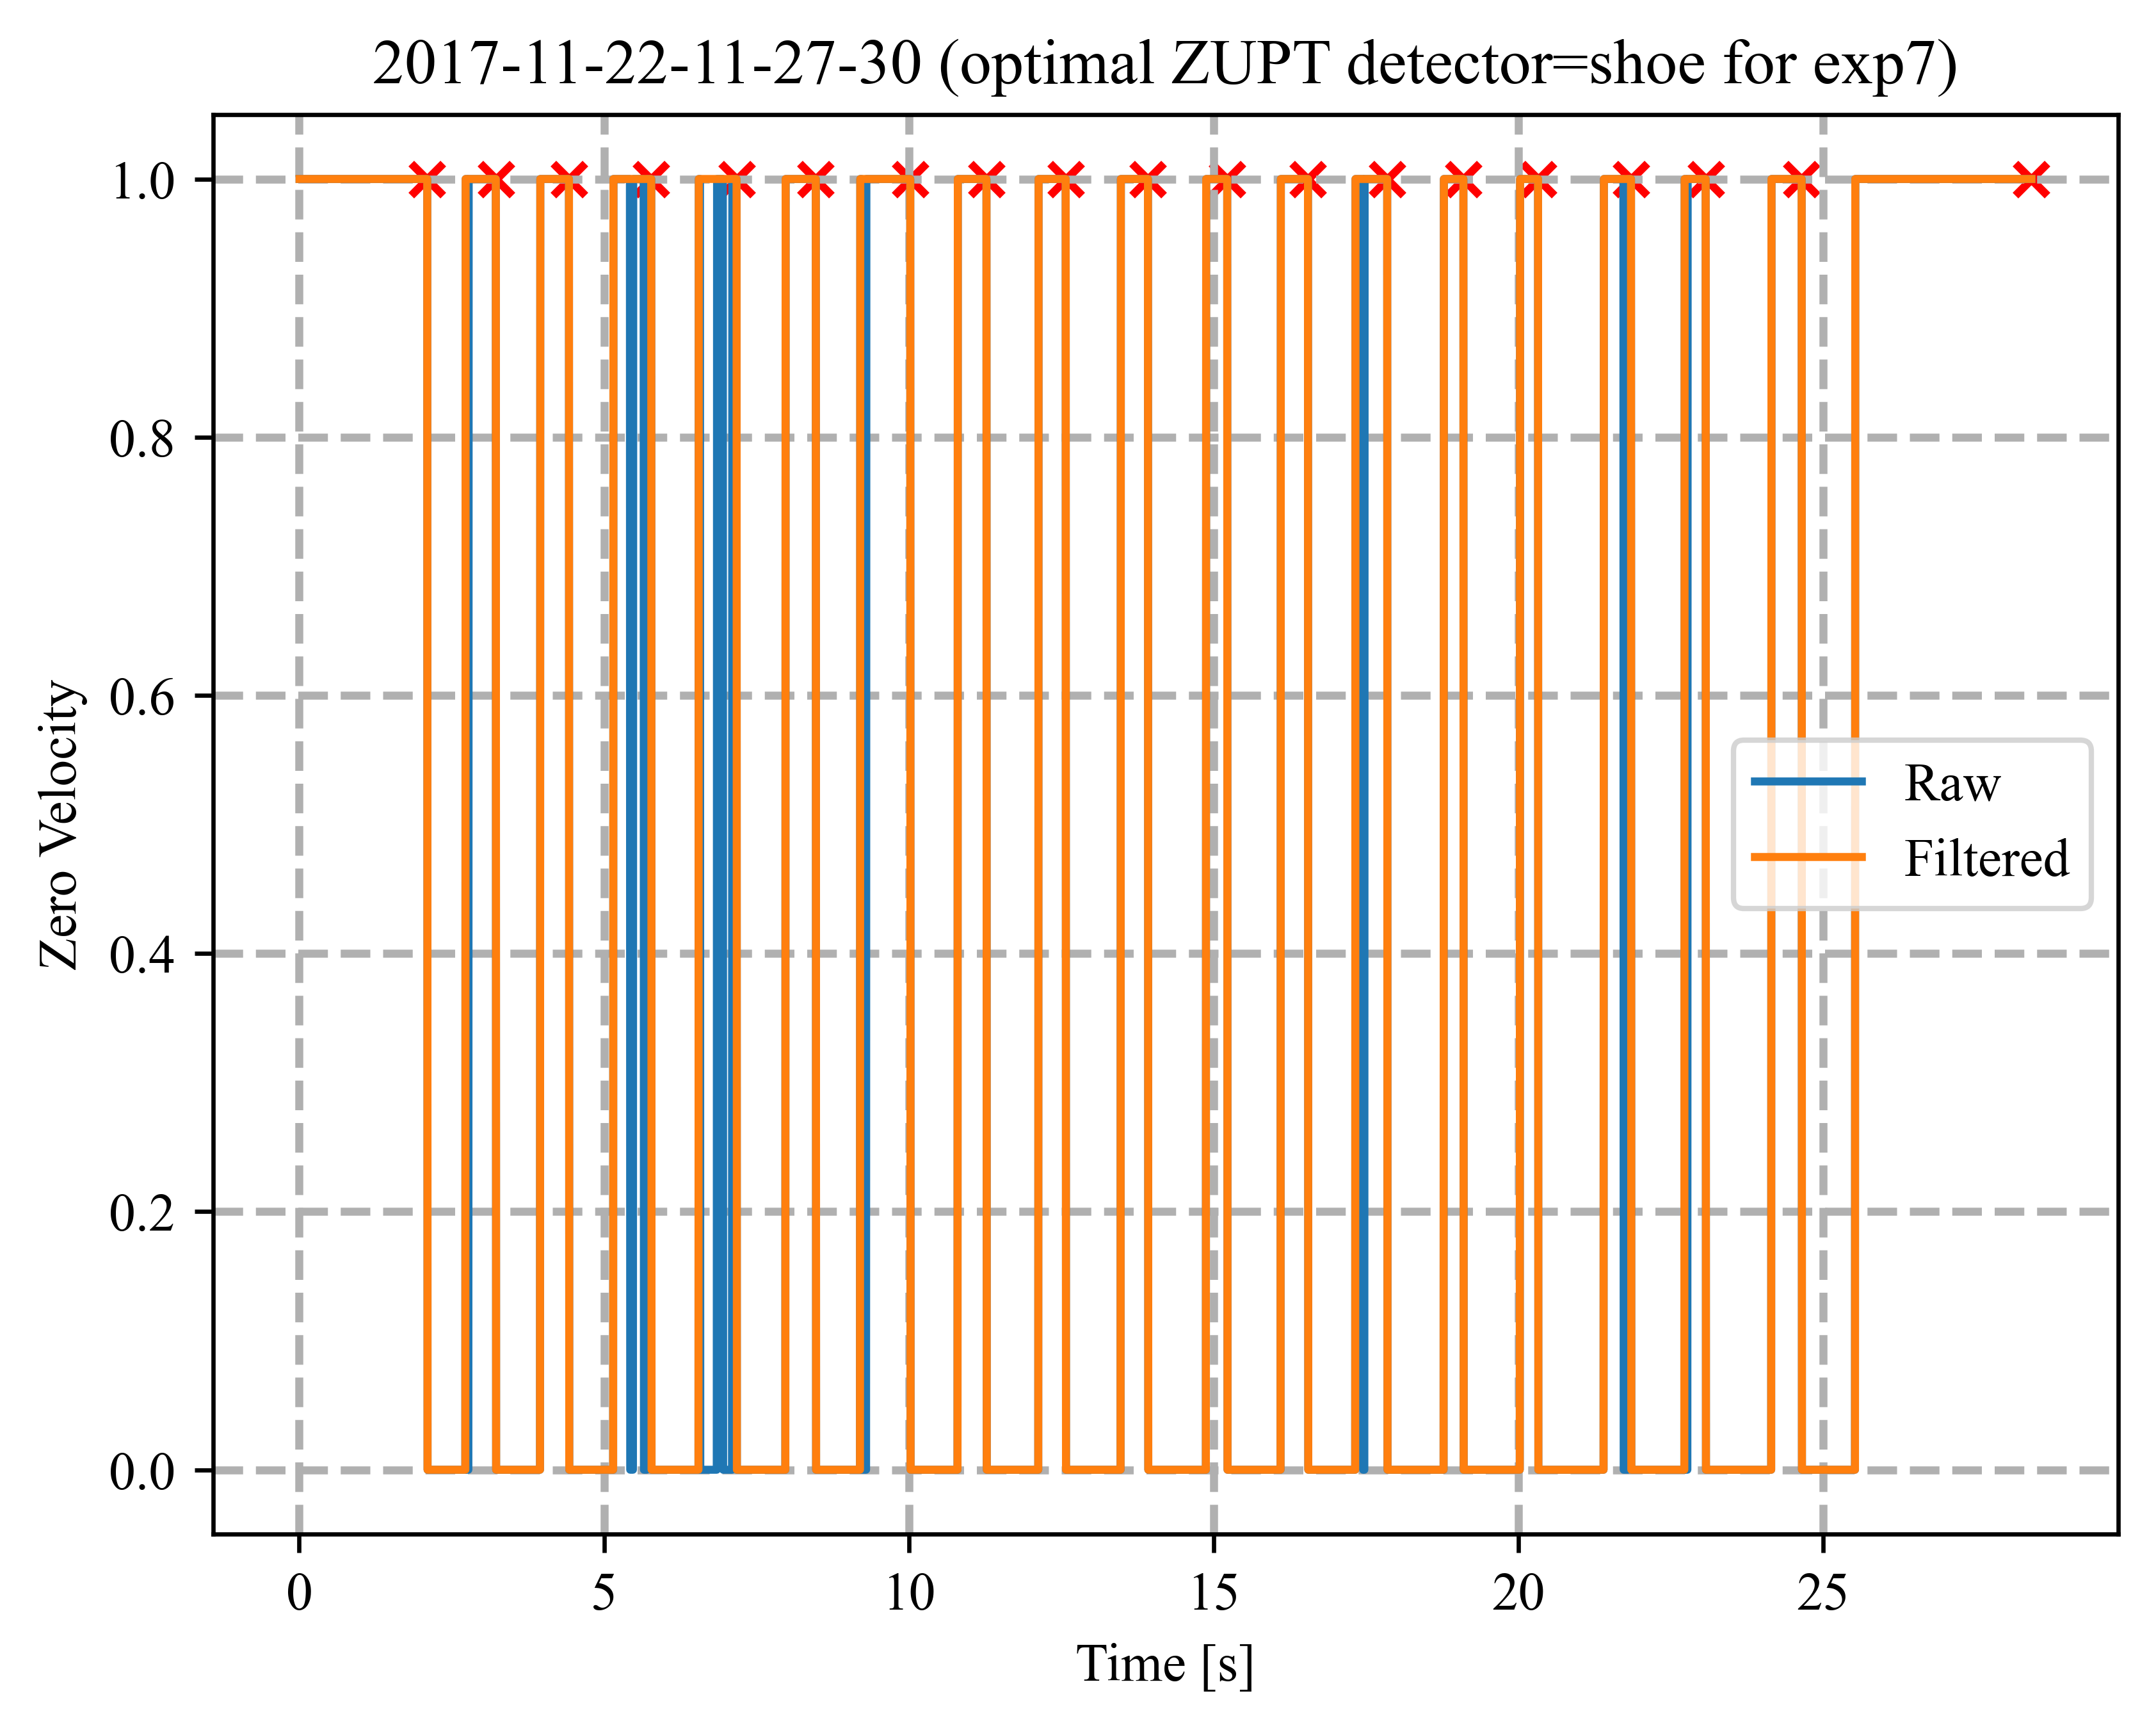 2017-11-22-11-27-30 (optimal ZUPT detector=shoe for exp7)
1.0
0.8
0.6
0.4
0.2
0.0
Zero Velocity
Raw
Filtered
0 5 10 15 20 25
Time [s]